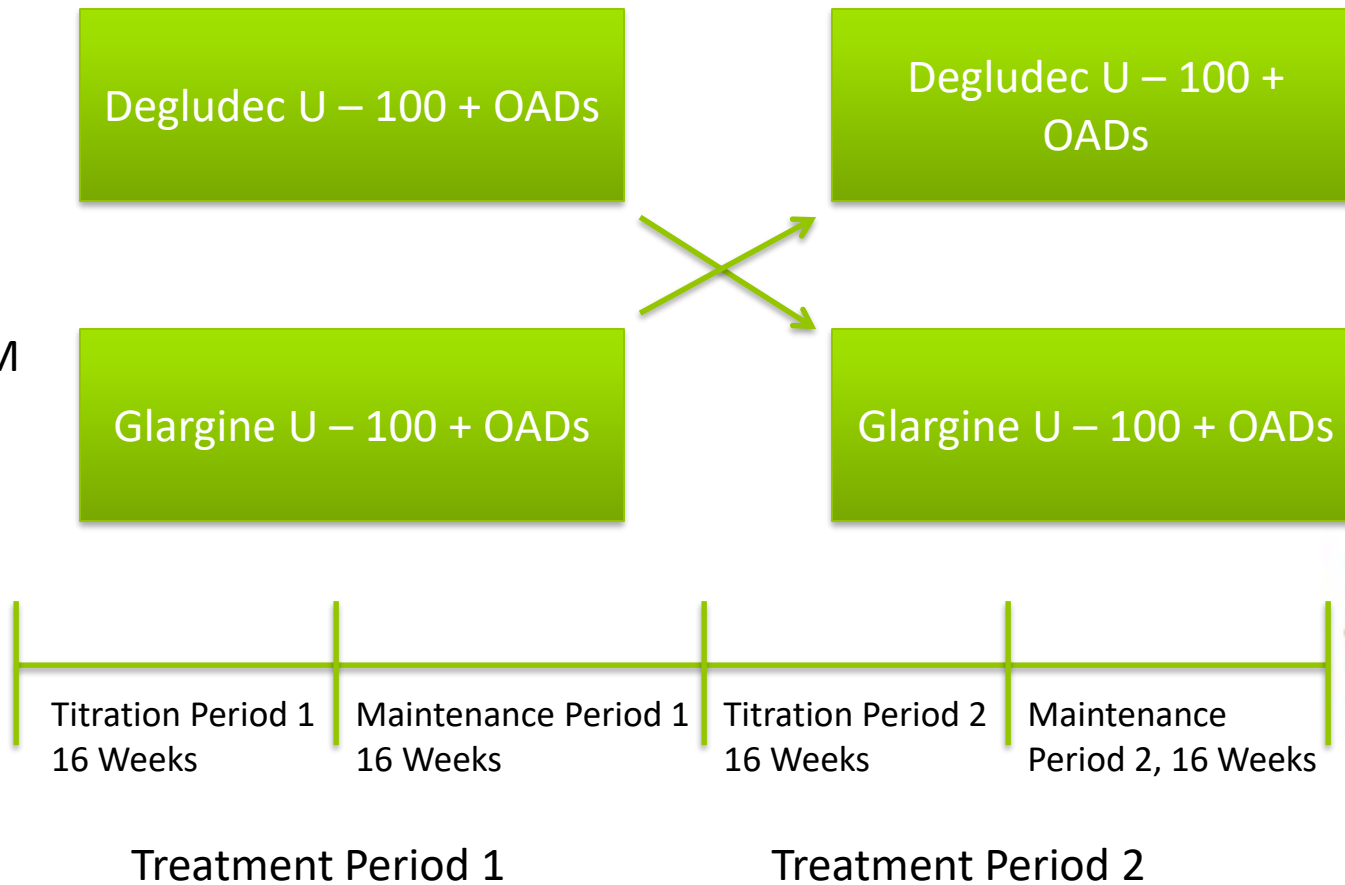 Degludec U – 100 + OADs
Degludec U – 100 +
OADs
M
Glargine U – 100 + OADs
Glargine U – 100 + OADs
Titration Period 1
16 Weeks
Maintenance Period 1
16 Weeks
Titration Period 2
16 Weeks
Maintenance
Period 2, 16 Weeks
Treatment Period 1
Treatment Period 2